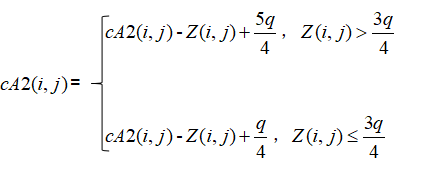 cA2(i, j) - Z(i, j) + 5q/4， Z(i, j) > 3q/4
cA2(i, j) =
cA2(i, j) - Z(i, j) + q/4， Z(i, j) ≤ 3q/4